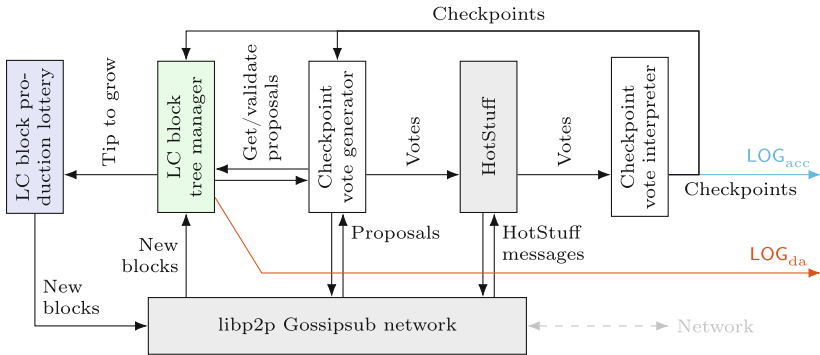 Checkpoints
LC block pro-
duction lottery
Tip to grow
LC block
tree manager
Get/validate
proposals
Checkpoint
vote generator
Votes
HotStuff
Votes
Checkpoint
vote interpreter
LOGacc
Checkpoints
New
blocks
Proposals
HotStuff
messages
LOGda
New
blocks
libp2p Gossipsub network
Network